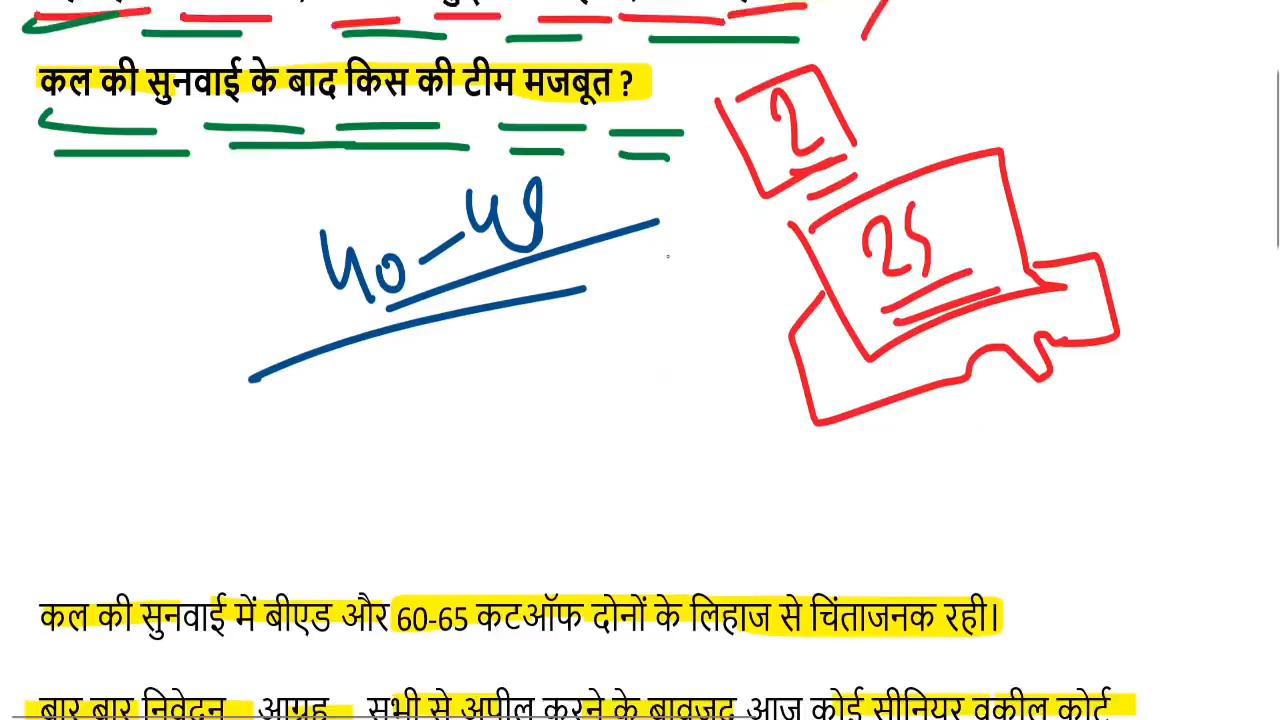 कल की सुनवाई के बाद किस की टीम मजबूत ?
2
40-45
25
कल की सुनवाई में बीएड और 60-65 कटऑफ दोनों के लिहाज से चिंताजनक रही।
बार बार निवेदन आग्रह सभी से अपील करने के बावजूद आज कोई सीनियर वकील कोर्ट